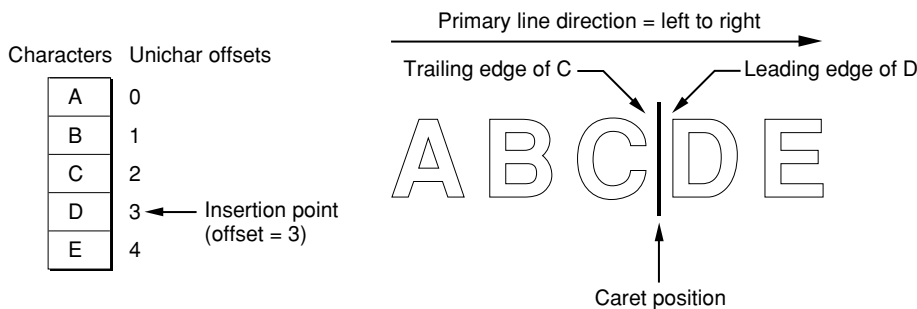 Characters Unichar offsets
A 0
B 1
C 2
D 3
E 4
Insertion point
(offset = 3)
Primary line direction = left to right
Trailing edge of C
Leading edge of D
A B C D E
Caret position